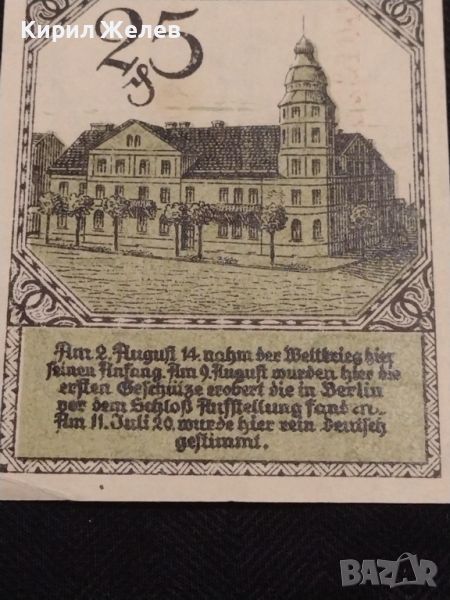 Кирил Желев
25
₰
Am 2. August 14. nahm der Weltkrieg hier
seinen Anfang. Am 9. August wurden hier die
ersten Geschütze erobert die in Berlin
vor dem Schloß Aufstellung fanden.
Am 11. Juli 20. wurde hier rein deutsch
gestimmt.
BAZAR